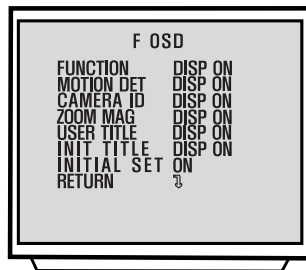 F OSD
FUNCTION DISP ON
MOTION DET DISP ON
CAMERA ID DISP ON
ZOOM MAG DISP ON
USER TITLE DISP ON
INIT TITLE DISP ON
INITIAL SET ON
RETURN ↴